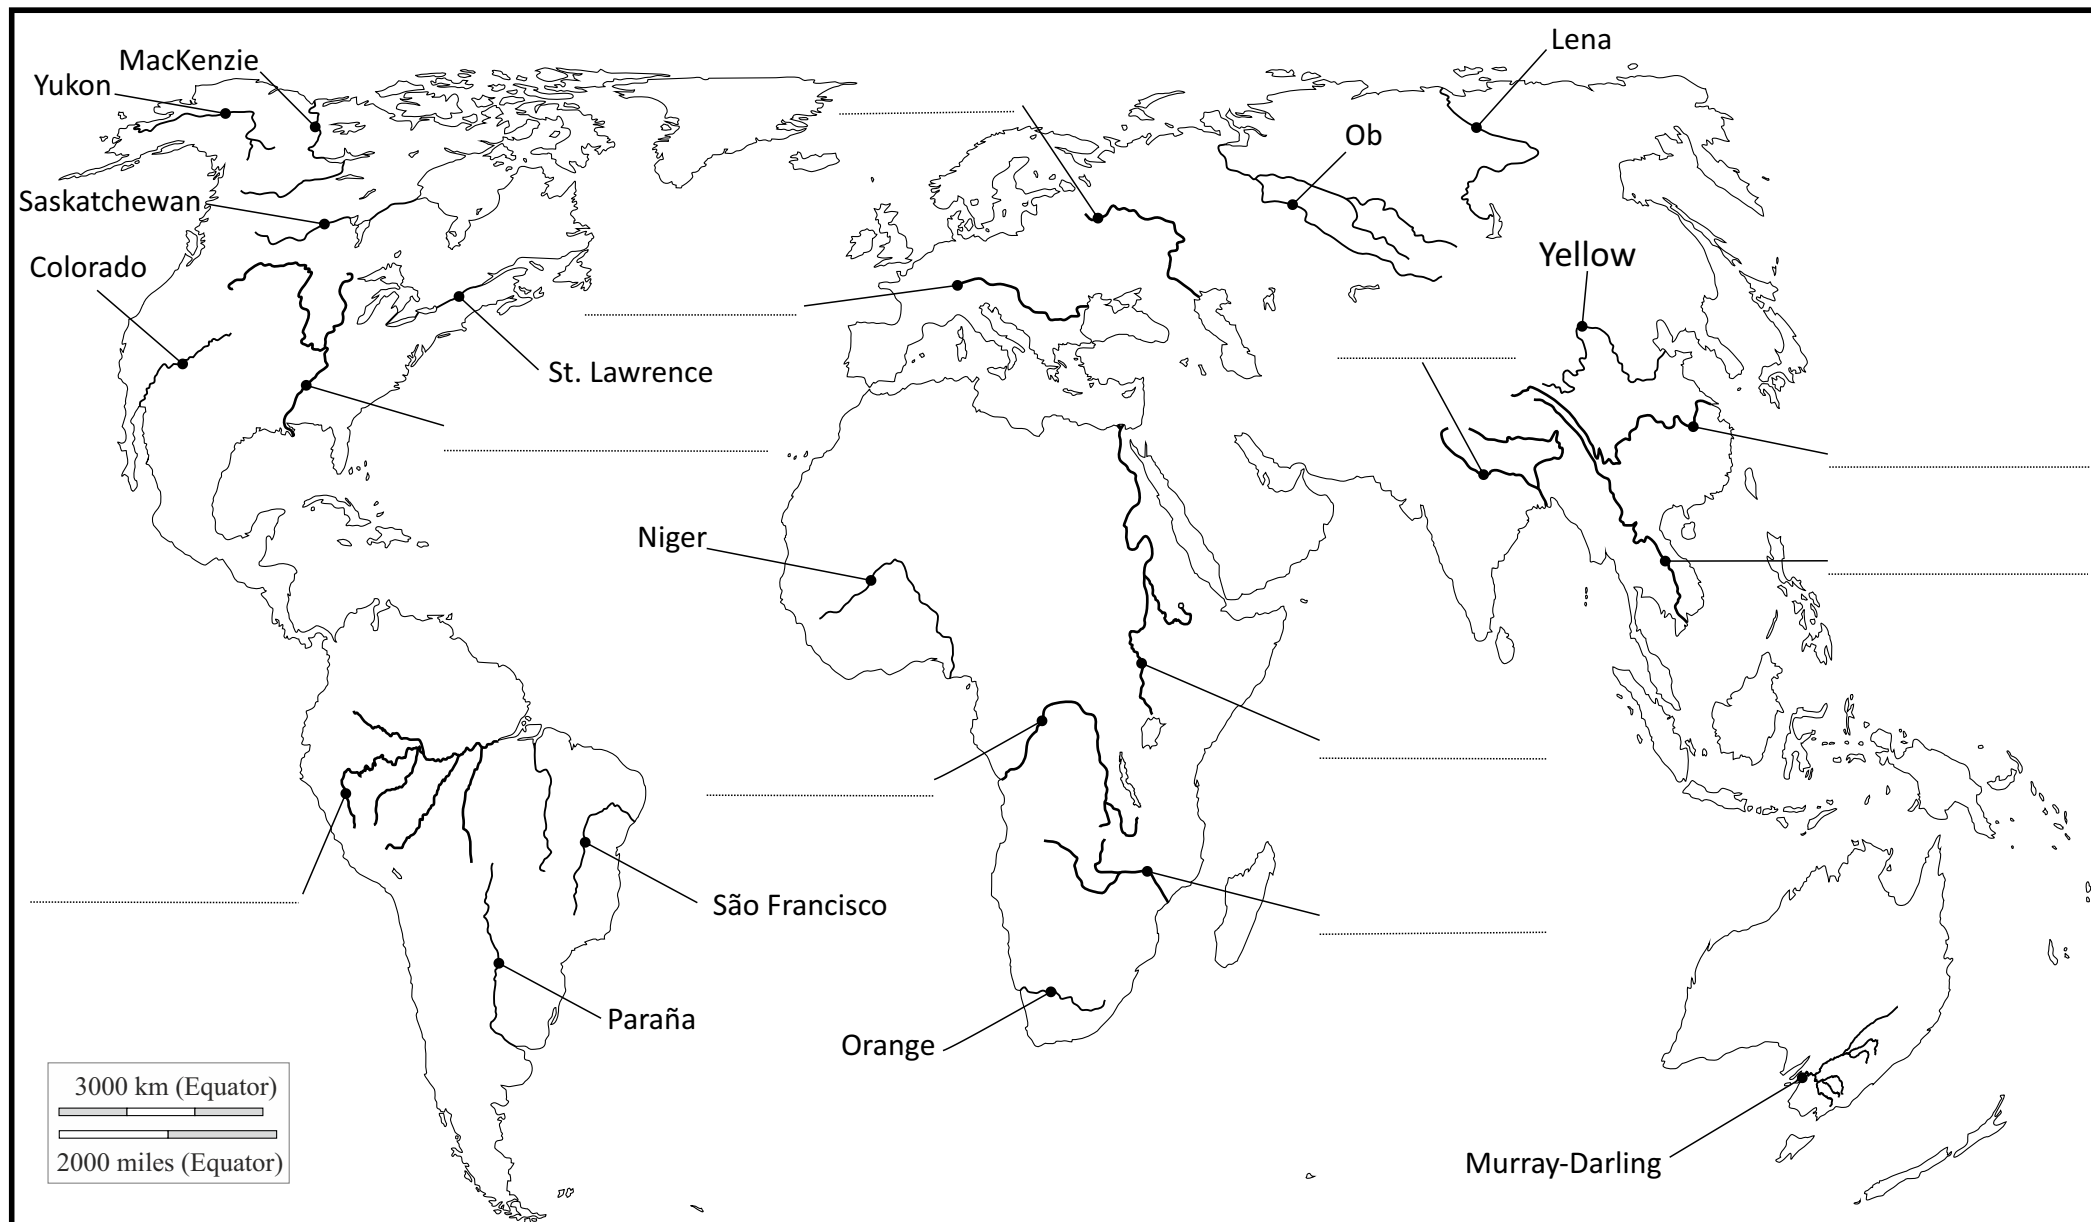 Lena
MacKenzie
Yukon
Ob
Saskatchewan
Yellow
Colorado
St. Lawrence
Niger
São Francisco
Paraña
Orange
3000 km (Equator)
2000 miles (Equator)
Murray-Darling